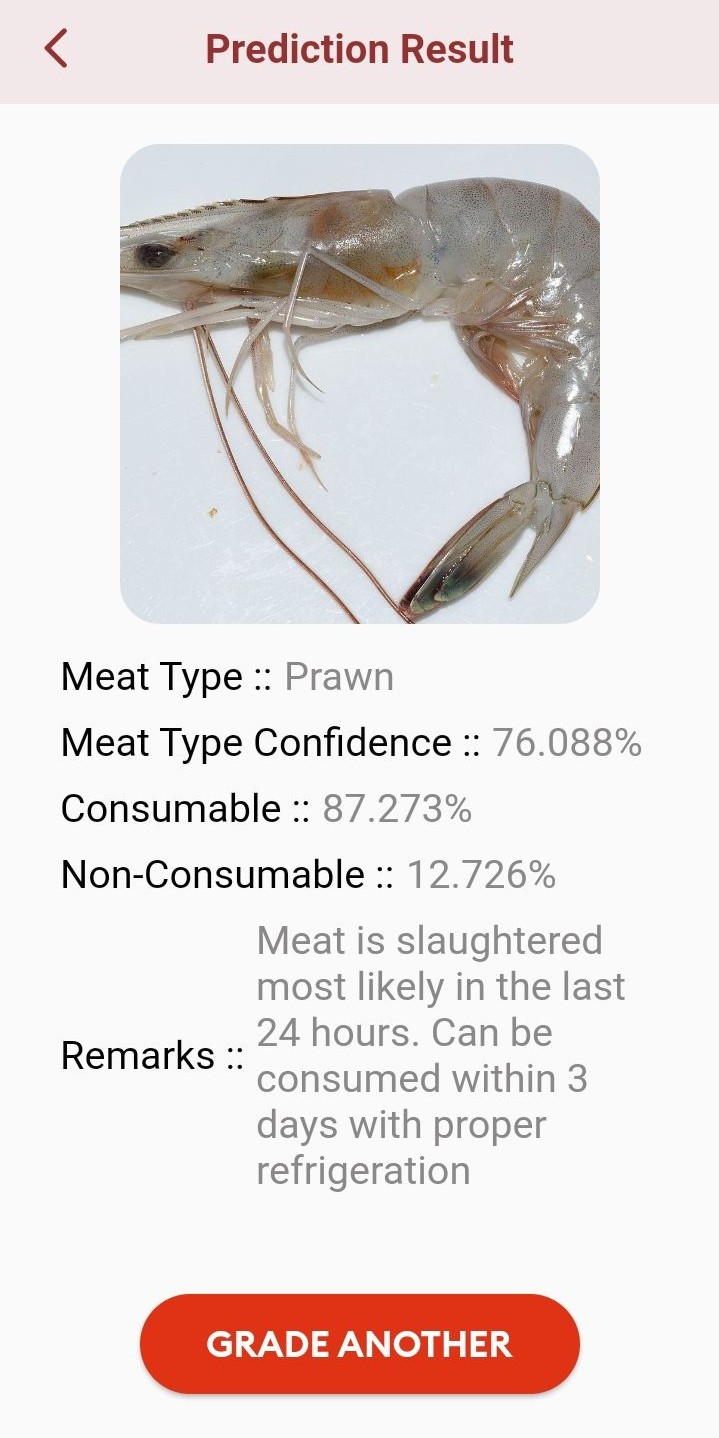 Prediction Result
Meat Type :: Prawn
Meat Type Confidence :: 76.088%
Consumable :: 87.273%
Non-Consumable :: 12.726%
Remarks ::
Meat is slaughtered
most likely in the last
24 hours. Can be
consumed within 3
days with proper
refrigeration
GRADE ANOTHER